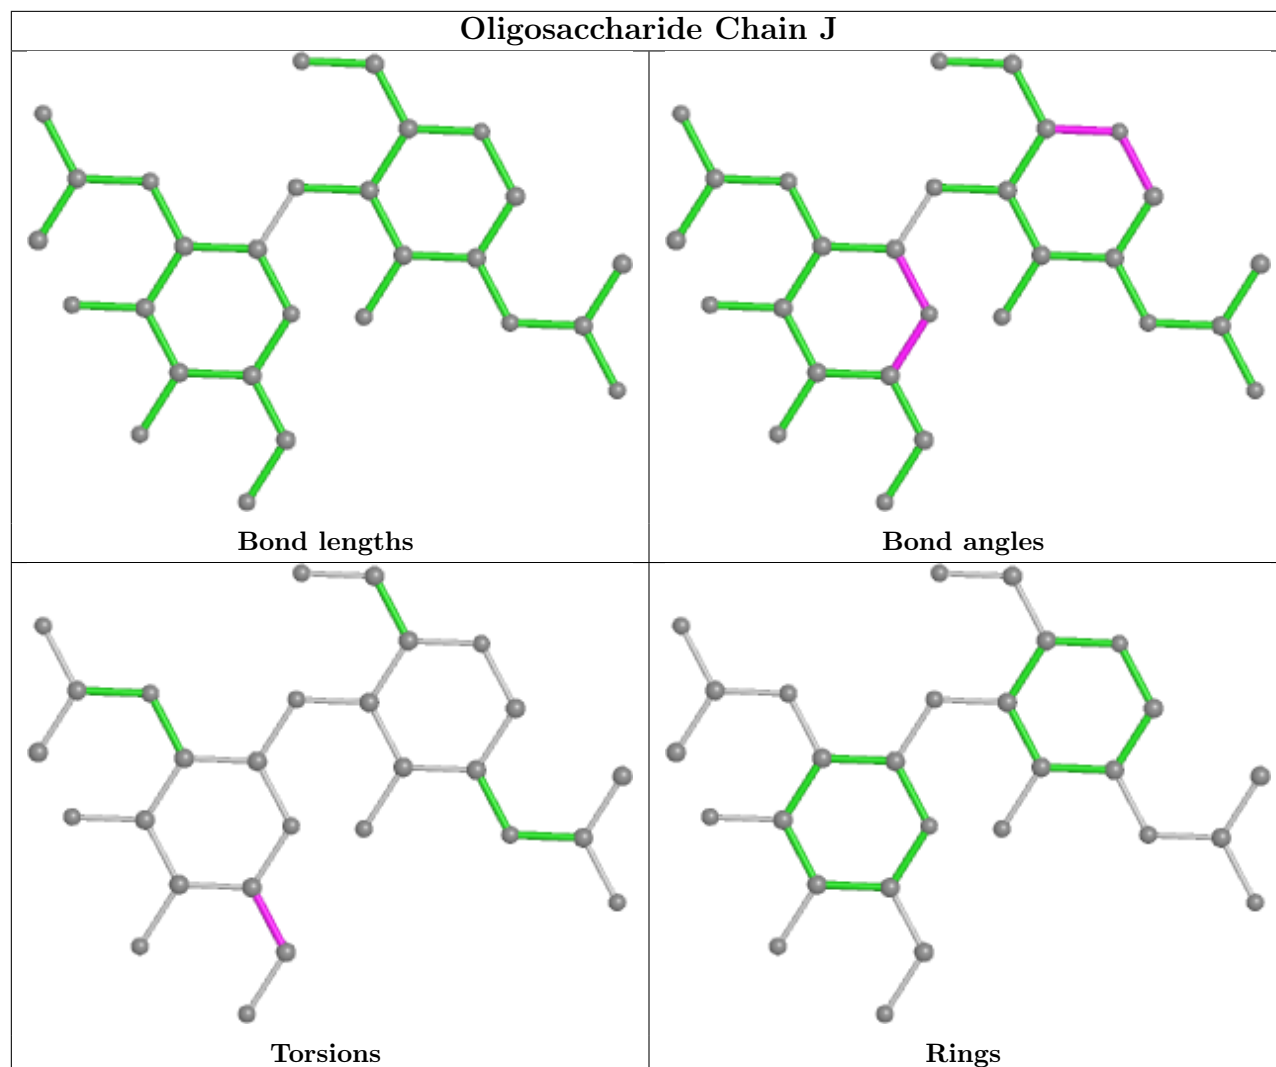 Oligosaccharide Chain J
Bond lengths
Bond angles
Torsions
Rings